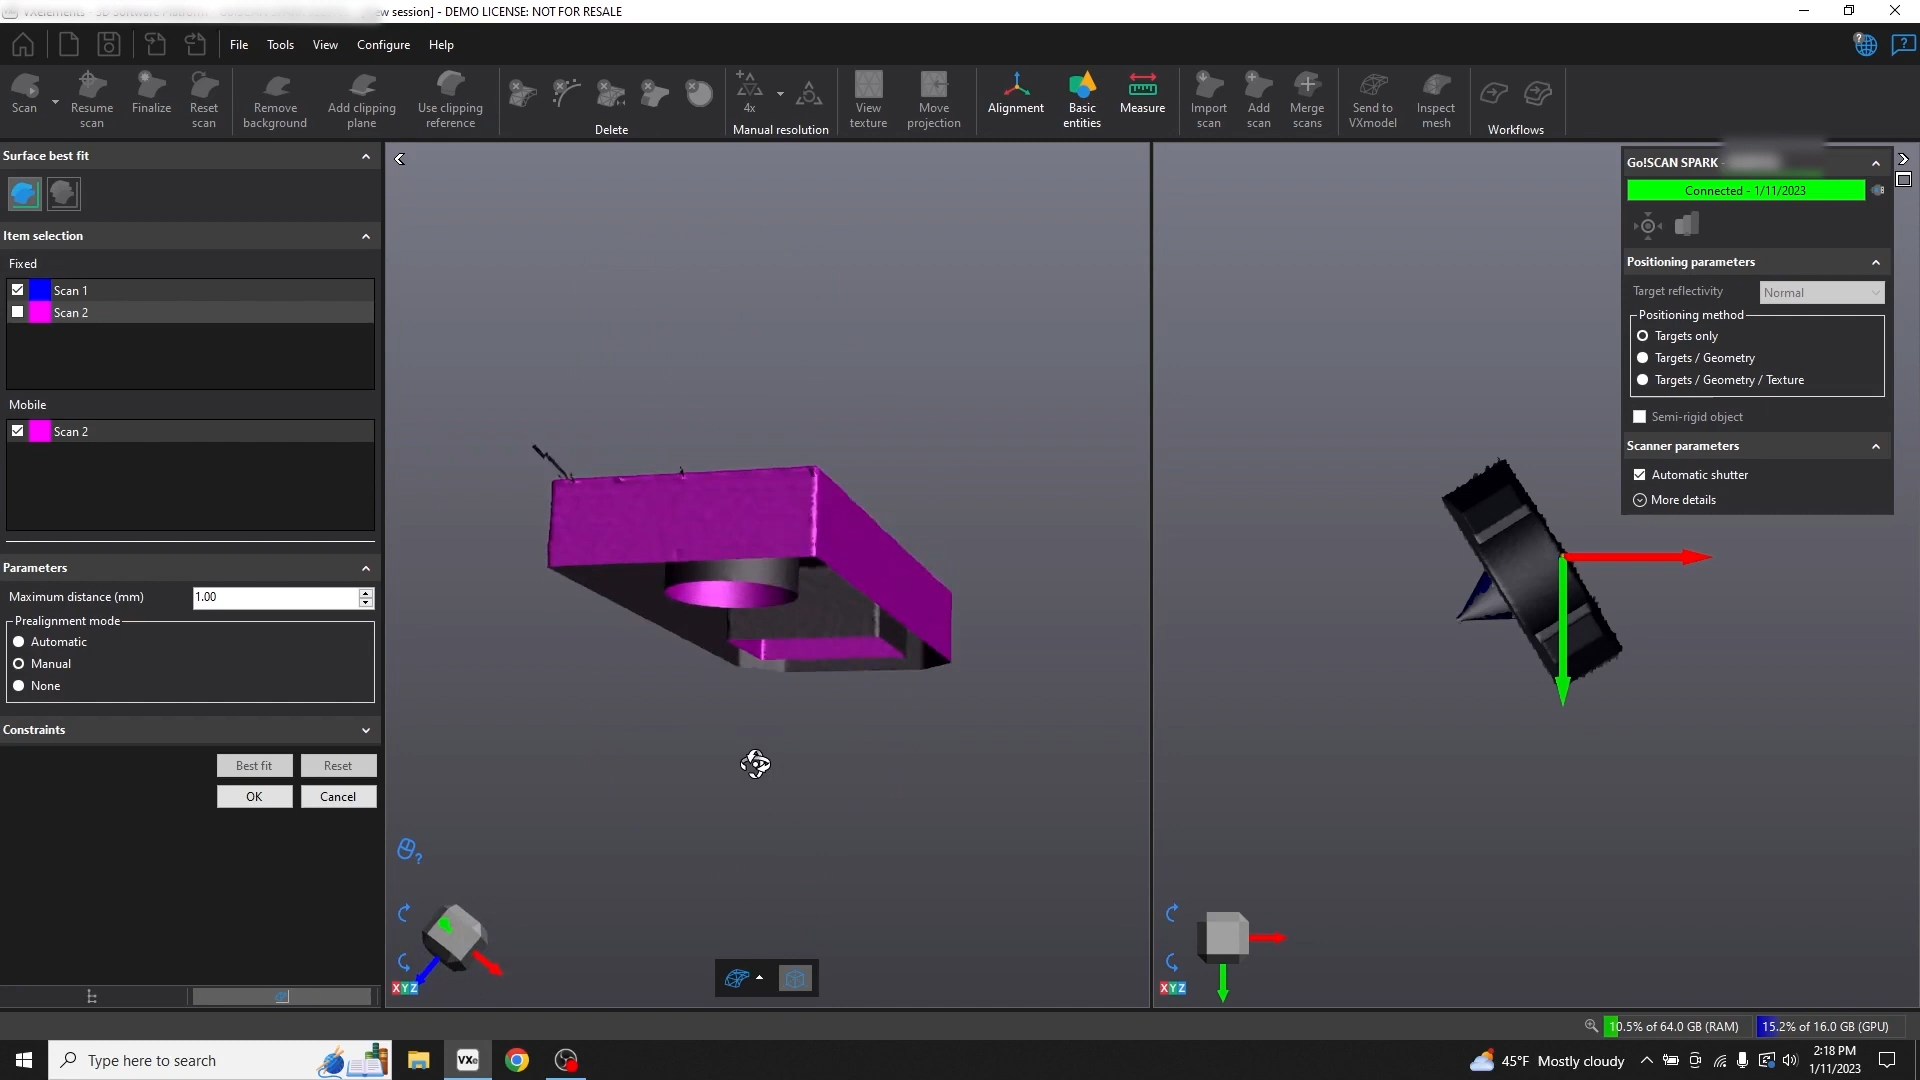 [New session] - DEMO LICENSE: NOT FOR RESALE
File Tools View Configure Help
Scan
Resume scan
Finalize
Reset scan
Remove background
Add clipping plane
Use clipping reference
Delete
4x
Manual resolution
View texture
Move projection
Alignment
Basic entities
Measure
Import scan
Add scan
Merge scans
Send to VXmodel
Inspect mesh
Workflows
Surface best fit
Item selection
Fixed
Scan 1
Scan 2
Mobile
Scan 2
Parameters
Maximum distance (mm) 1.00
Prealignment mode
Automatic
Manual
None
Constraints
Best fit Reset
OK Cancel
XYZ
XYZ
Go!SCAN SPARK -
Connected - 1/11/2023
Positioning parameters
Target reflectivity Normal
Positioning method
Targets only
Targets / Geometry
Targets / Geometry / Texture
Semi-rigid object
Scanner parameters
Automatic shutter
More details
10.5% of 64.0 GB (RAM) 15.2% of 16.0 GB (GPU)
Type here to search
VXe
45°F Mostly cloudy
2:18 PM
1/11/2023